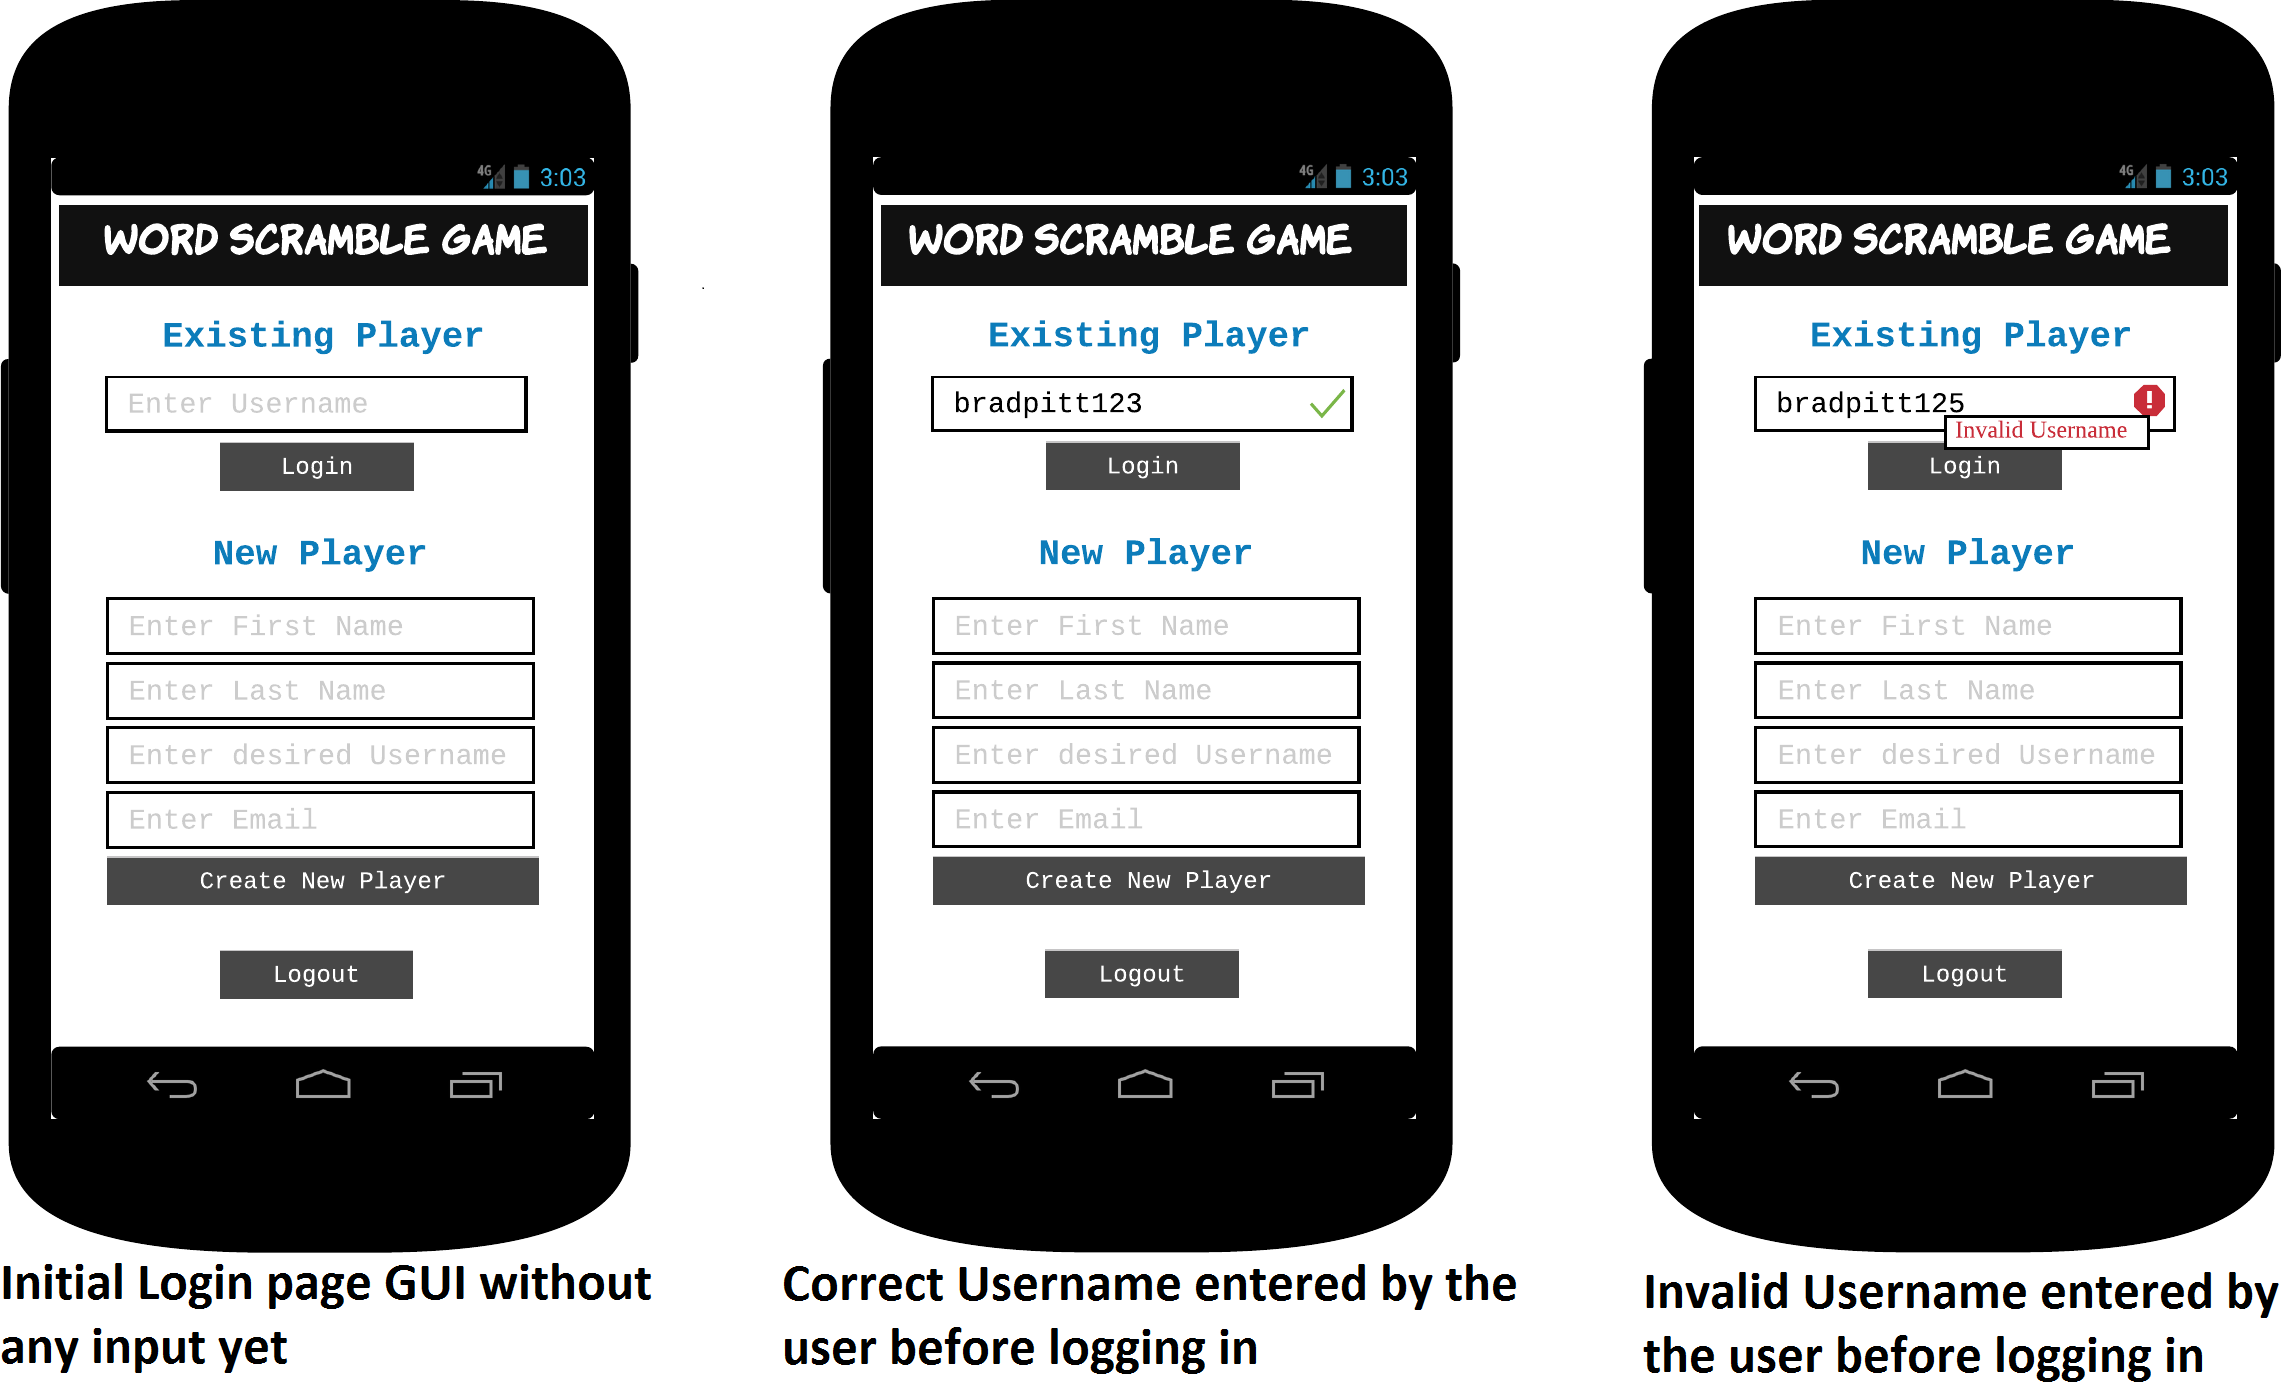 4G 3:03
WORD SCRAMBLE GAME
Existing Player
Enter Username
Login
New Player
Enter First Name
Enter Last Name
Enter desired Username
Enter Email
Create New Player
Logout
Initial Login page GUI without
any input yet
4G 3:03
WORD SCRAMBLE GAME
Existing Player
bradpitt123
Login
New Player
Enter First Name
Enter Last Name
Enter desired Username
Enter Email
Create New Player
Logout
Correct Username entered by the
user before logging in
4G 3:03
WORD SCRAMBLE GAME
Existing Player
bradpitt125
Invalid Username
Login
New Player
Enter First Name
Enter Last Name
Enter desired Username
Enter Email
Create New Player
Logout
Invalid Username entered by
the user before logging in